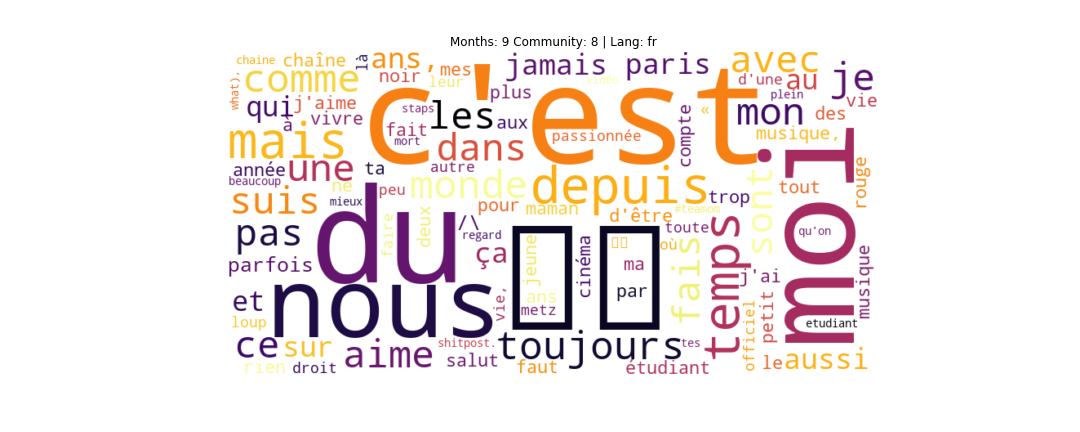 Months: 9 Community: 8 | Lang: fr
chaine chaîne là ans, jamais paris avec
what). comme noir mes leur d'une au je
qui j'aime c'est plus plein vie
à vivre staps les aux « mon des
mais fait mort dans passionnée compte musique,
année une ta autre monde depuis sont moi
beaucoup suis ne mieux peu trop tout rouge
pour maman d'être #teamom
pas du faire deux /\ regard où toute temps qu'on
parfois ça jeune cinéma ma fais j'ai musique
et nous vie, ans par officiel petit
loup metz etudiant
ce sur aime shitpost. toujours tes
rien droit salut faut étudiant le aussi